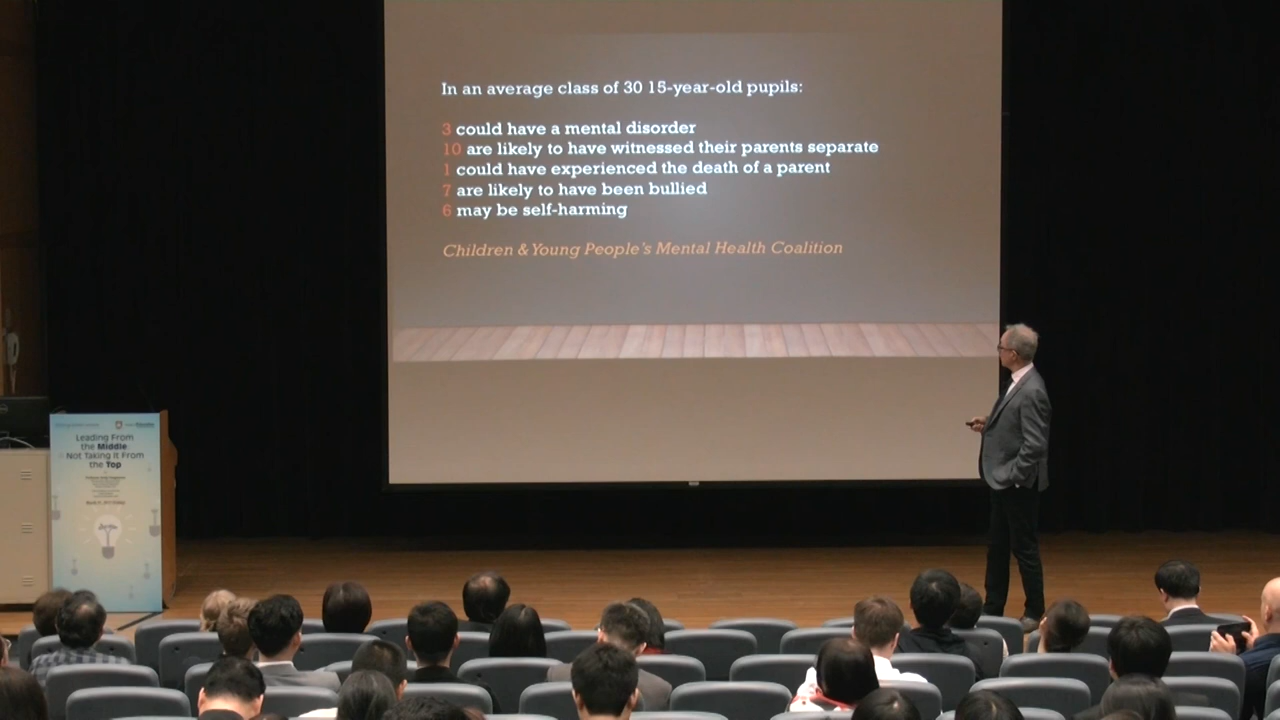 In an average class of 30 15-year-old pupils:
3 could have a mental disorder
10 are likely to have witnessed their parents separate
1 could have experienced the death of a parent
7 are likely to have been bullied
6 may be self-harming
Children & Young People's Mental Health Coalition
Leading From
the Middle:
Not Taking It From
the Top